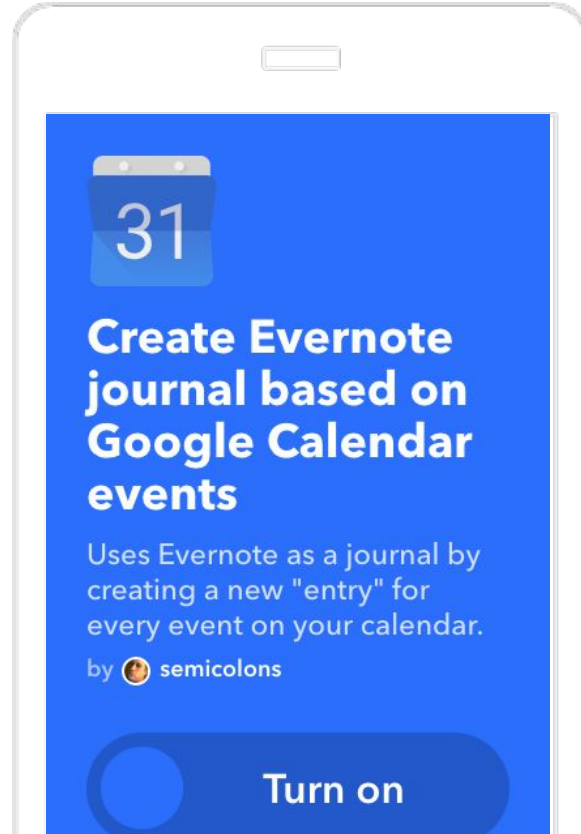 31
Create Evernote
journal based on
Google Calendar
events
Uses Evernote as a journal by
creating a new "entry" for
every event on your calendar.
by semicolons
Turn on